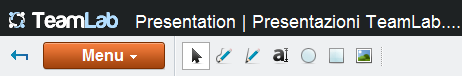 TeamLab Presentation | Presentazioni TeamLab....
Menu
a